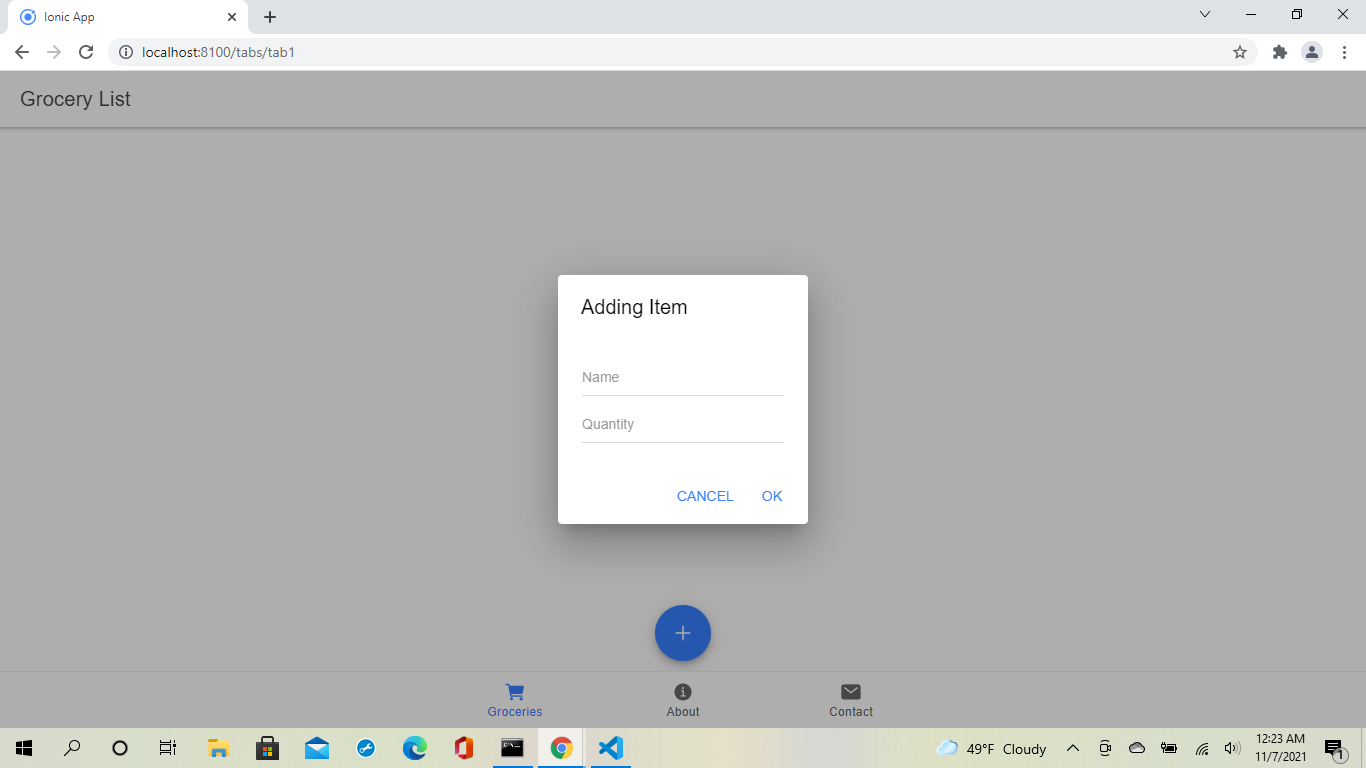 Ionic App
localhost:8100/tabs/tab1
Grocery List
Adding Item
Name
Quantity
CANCEL OK
Groceries About Contact
49°F Cloudy
12:23 AM
11/7/2021
1